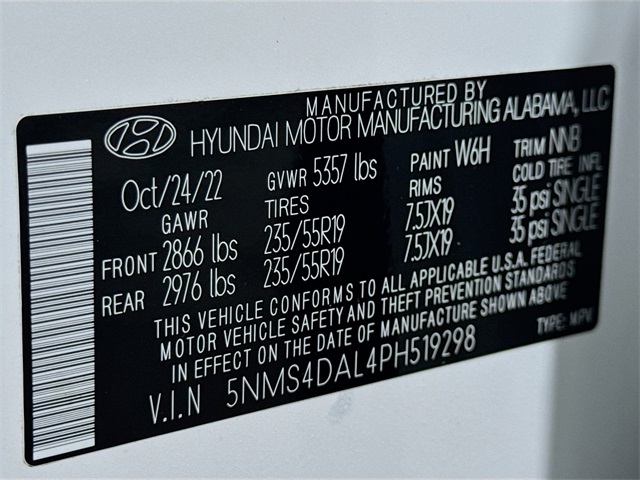 MANUFACTURED BY
HYUNDAI MOTOR MANUFACTURING ALABAMA, LLC
Oct/24/22 GVWR 5357 lbs PAINT W6H TRIM NNB
GAWR TIRES RIMS COLD TIRE INFL
FRONT 2866 lbs 235/55R19 7.5JX19 35 psi SINGLE
REAR 2976 lbs 235/55R19 7.5JX19 35 psi SINGLE
THIS VEHICLE CONFORMS TO ALL APPLICABLE U.S.A. FEDERAL
MOTOR VEHICLE SAFETY AND THEFT PREVENTION STANDARDS
IN EFFECT ON THE DATE OF MANUFACTURE SHOWN ABOVE
V.I.N 5NMS4DAL4PH519298 TYPE: MPV